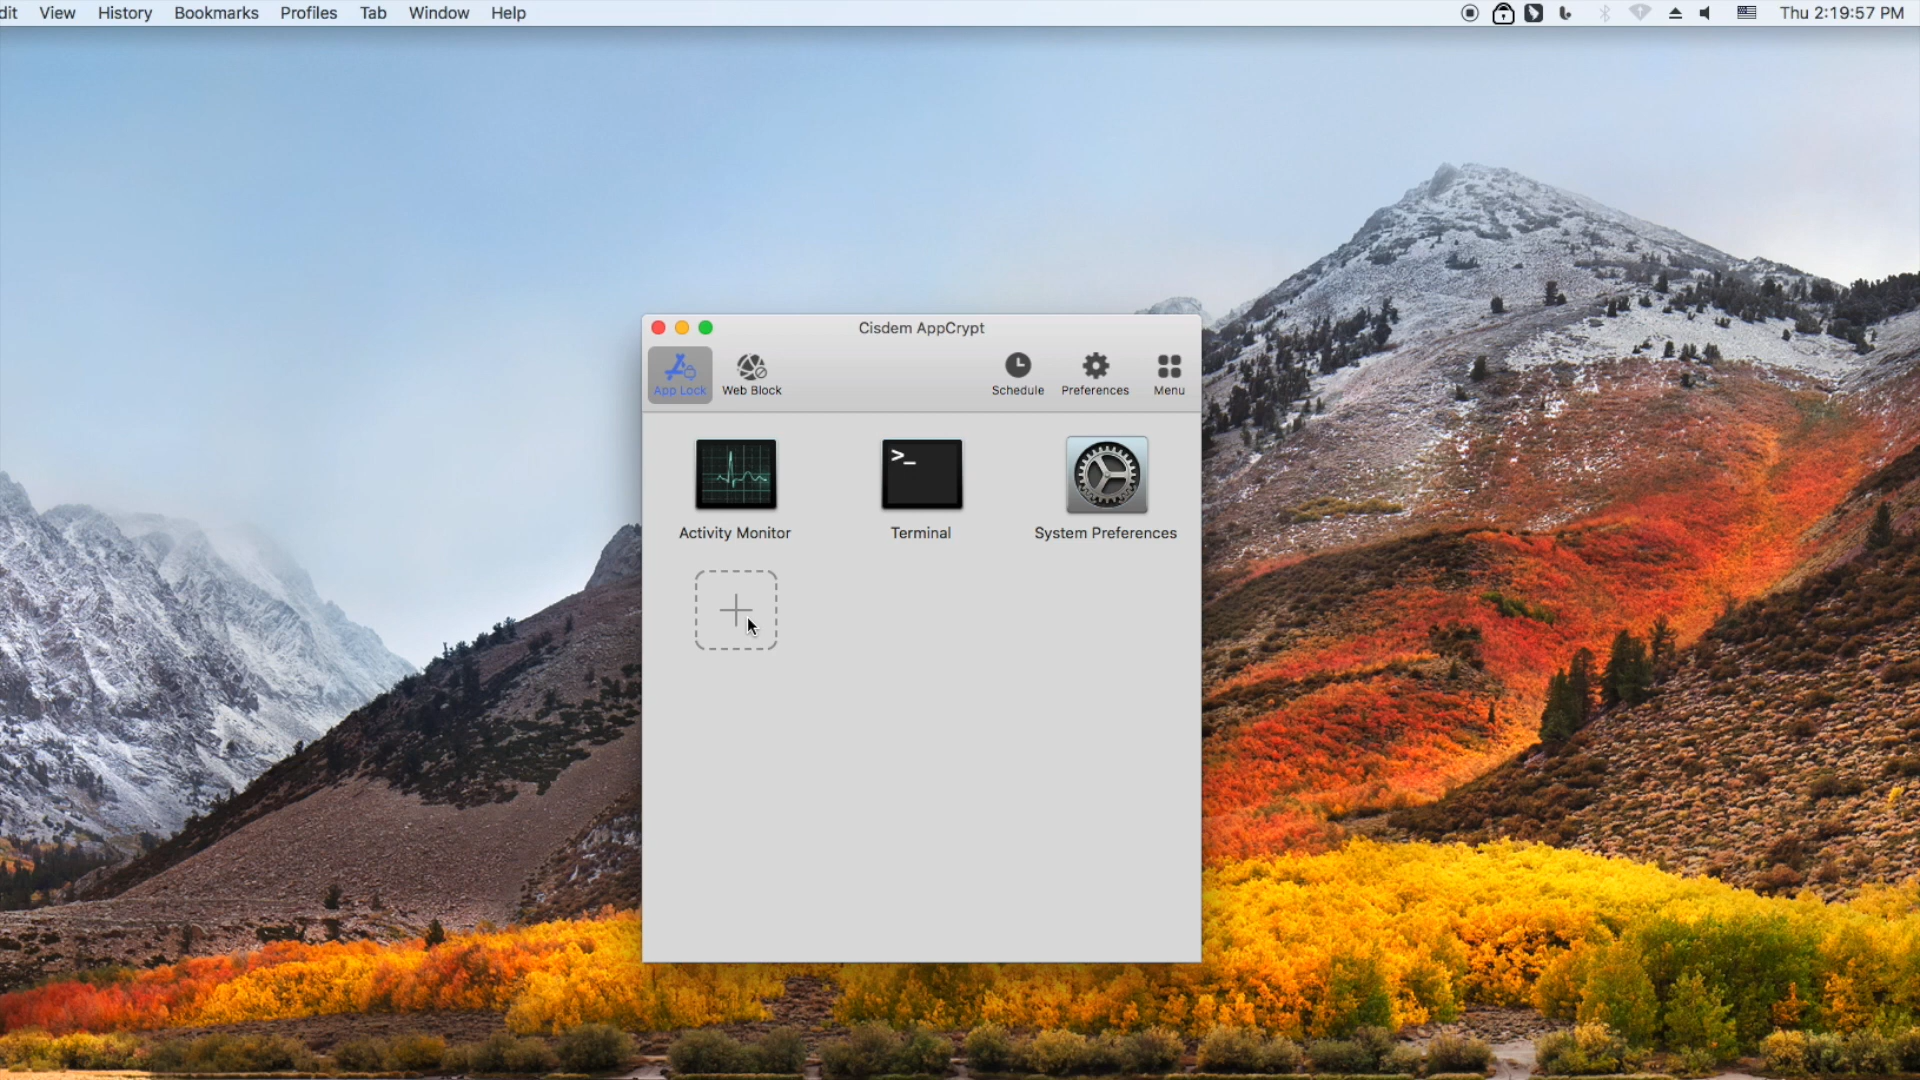 dit View History Bookmarks Profiles Tab Window Help Thu 2:19:57 PM
Cisdem AppCrypt
App Lock Web Block Schedule Preferences Menu
>_
Activity Monitor Terminal System Preferences